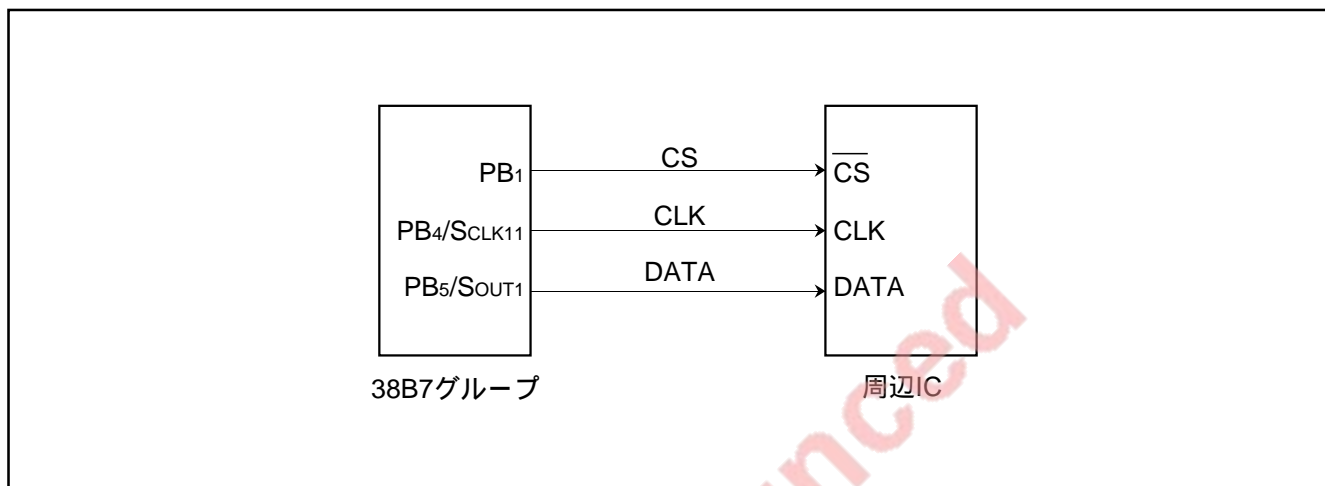 PB1 CS C̅S̅
PB4/SCLK11 CLK CLK
PB5/SOUT1 DATA DATA
38B7グループ 周辺IC